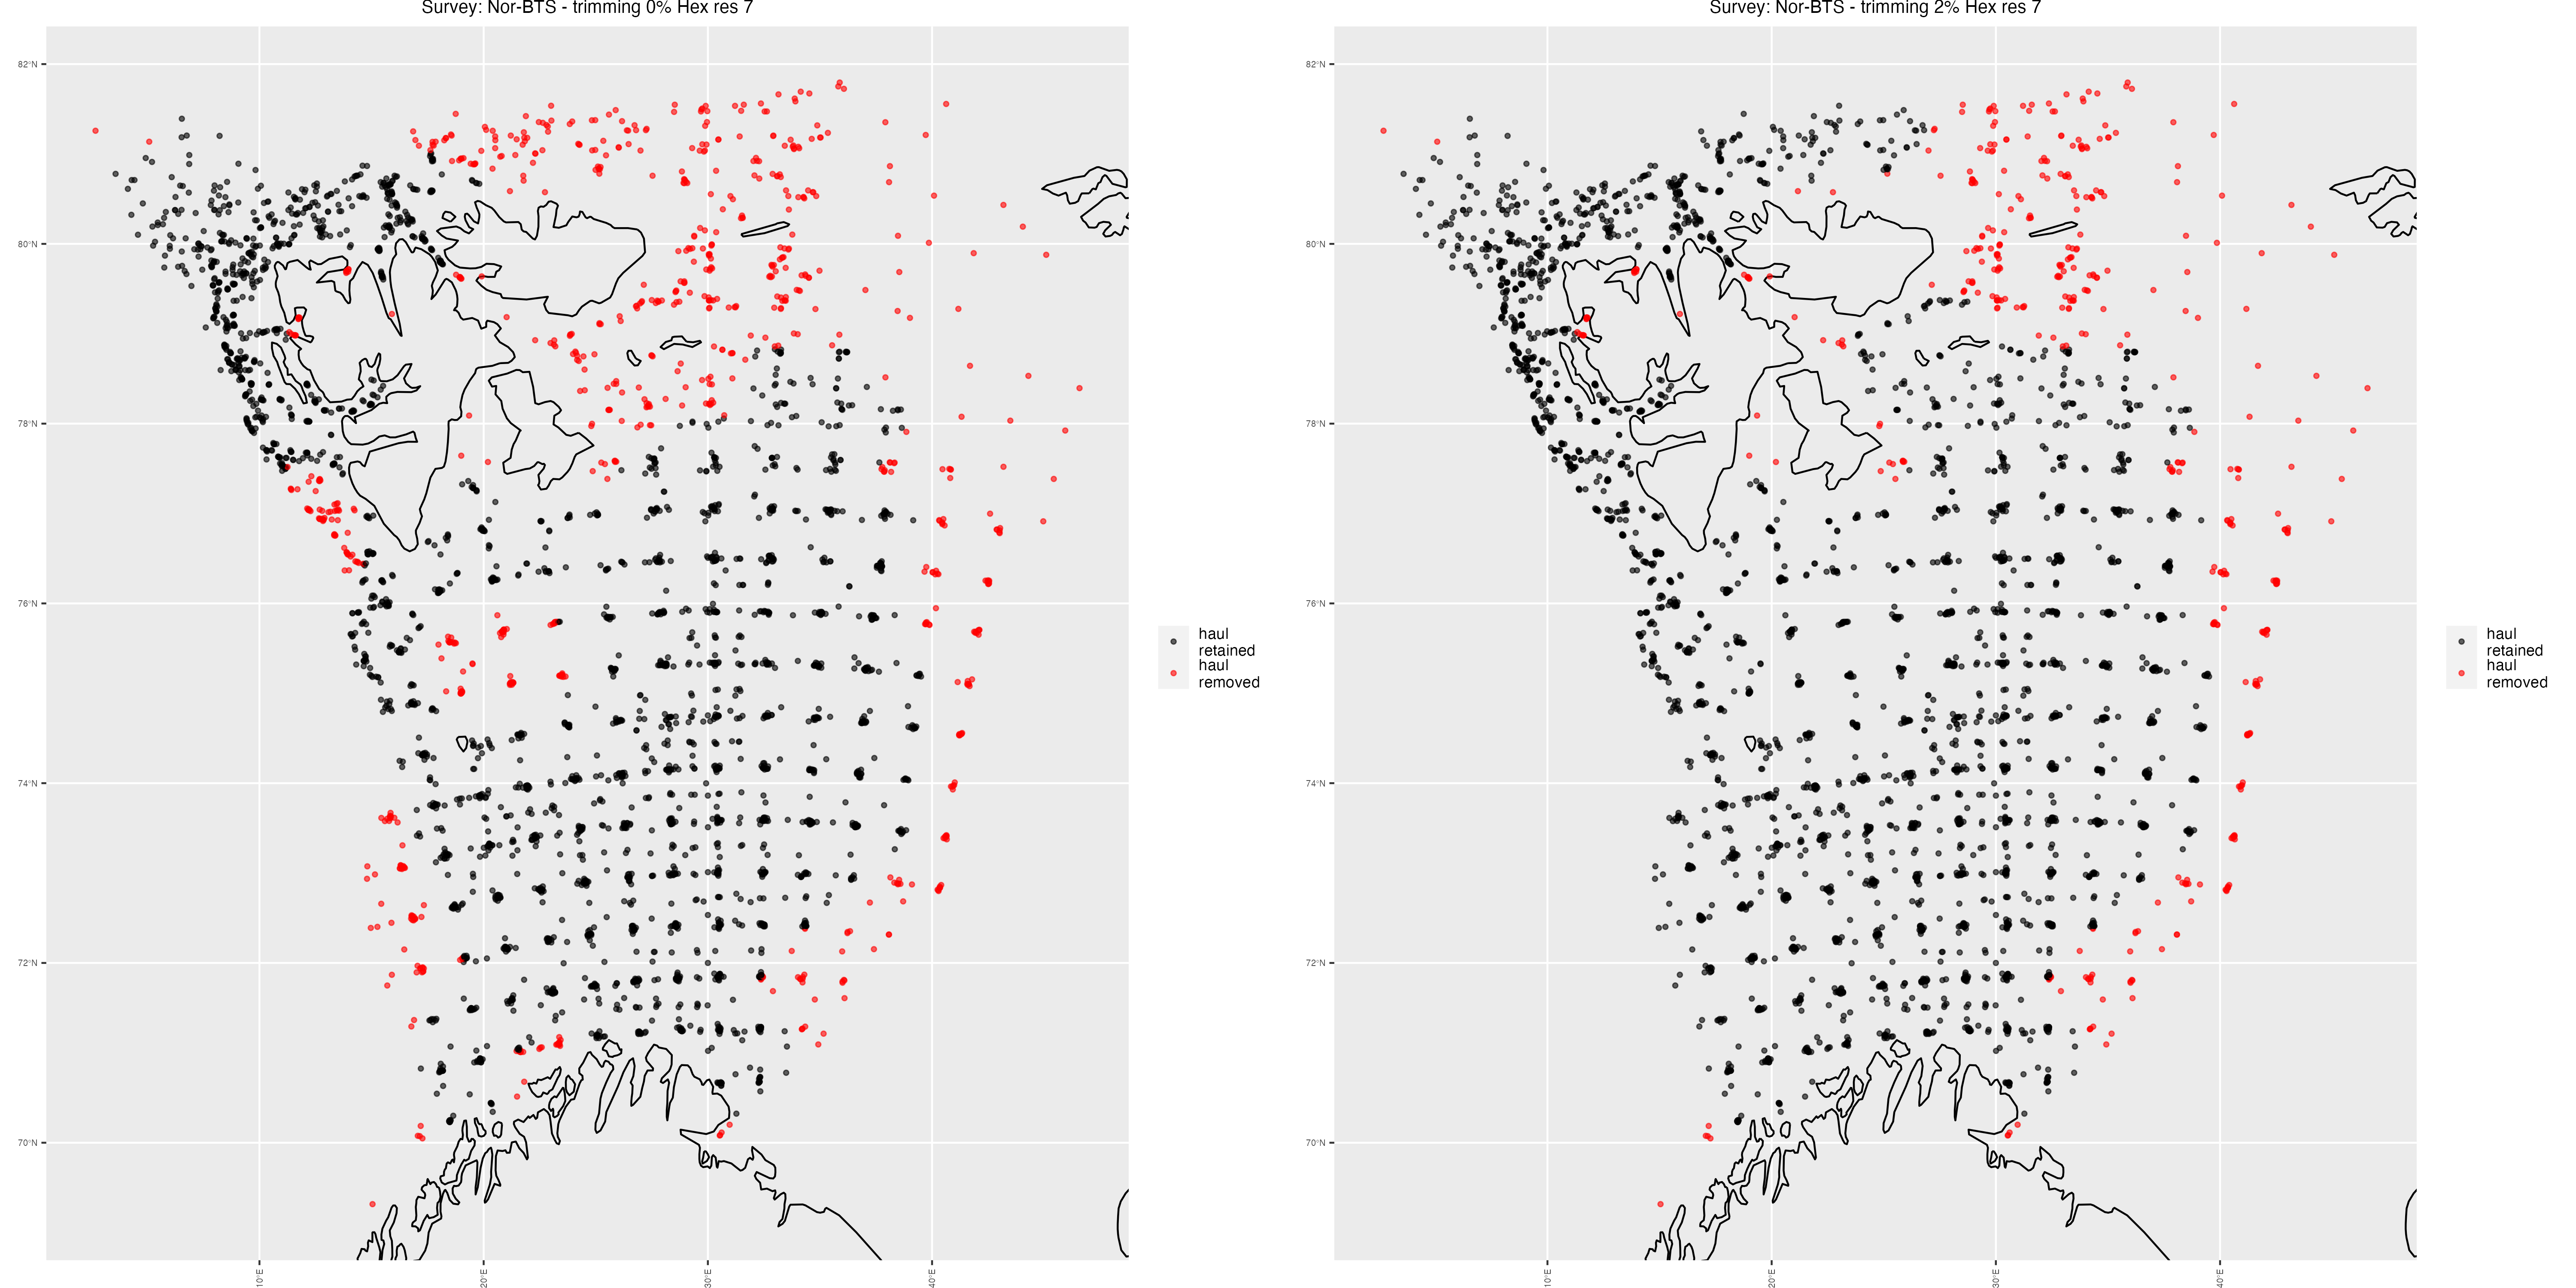 Survey: Nor-BTS - trimming 0% Hex res 7
82°N
80°N
78°N
76°N
74°N
72°N
70°N
10°E
20°E
30°E
40°E
haul
retained
haul
removed
Survey: Nor-BTS - trimming 2% Hex res 7
82°N
80°N
78°N
76°N
74°N
72°N
70°N
10°E
20°E
30°E
40°E
haul
retained
haul
removed